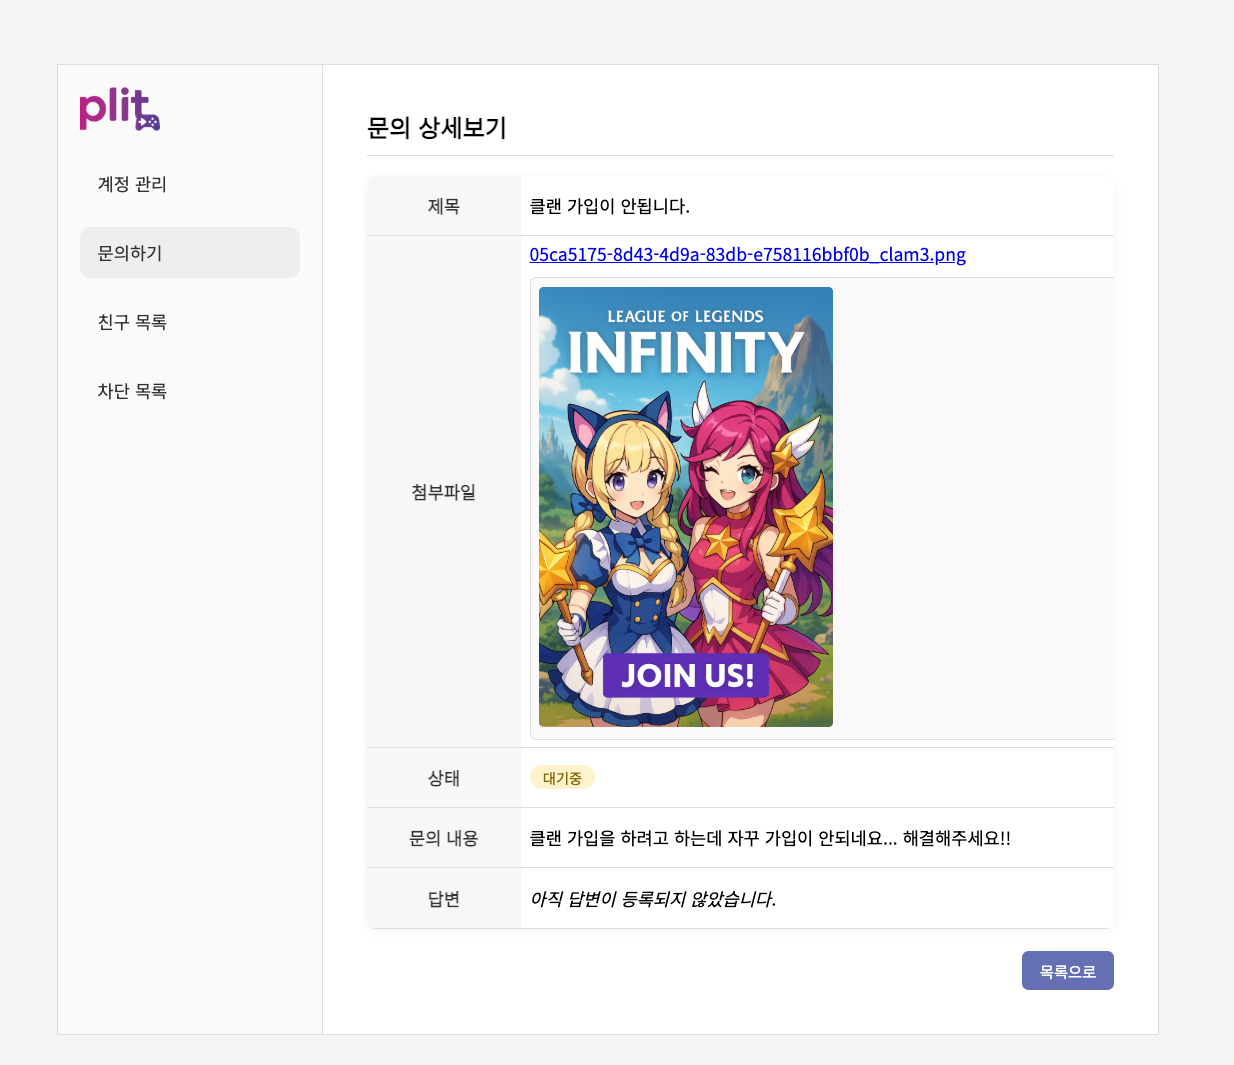 plit
계정 관리
문의하기
친구 목록
차단 목록
문의 상세보기
제목
클랜 가입이 안됩니다.
첨부파일
05ca5175-8d43-4d9a-83db-e758116bbf0b_clam3.png
LEAGUE OF LEGENDS
INFINITY
JOIN US!
상태
대기중
문의 내용
클랜 가입을 하려고 하는데 자꾸 가입이 안되네요... 해결해주세요!!
답변
아직 답변이 등록되지 않았습니다.
목록으로